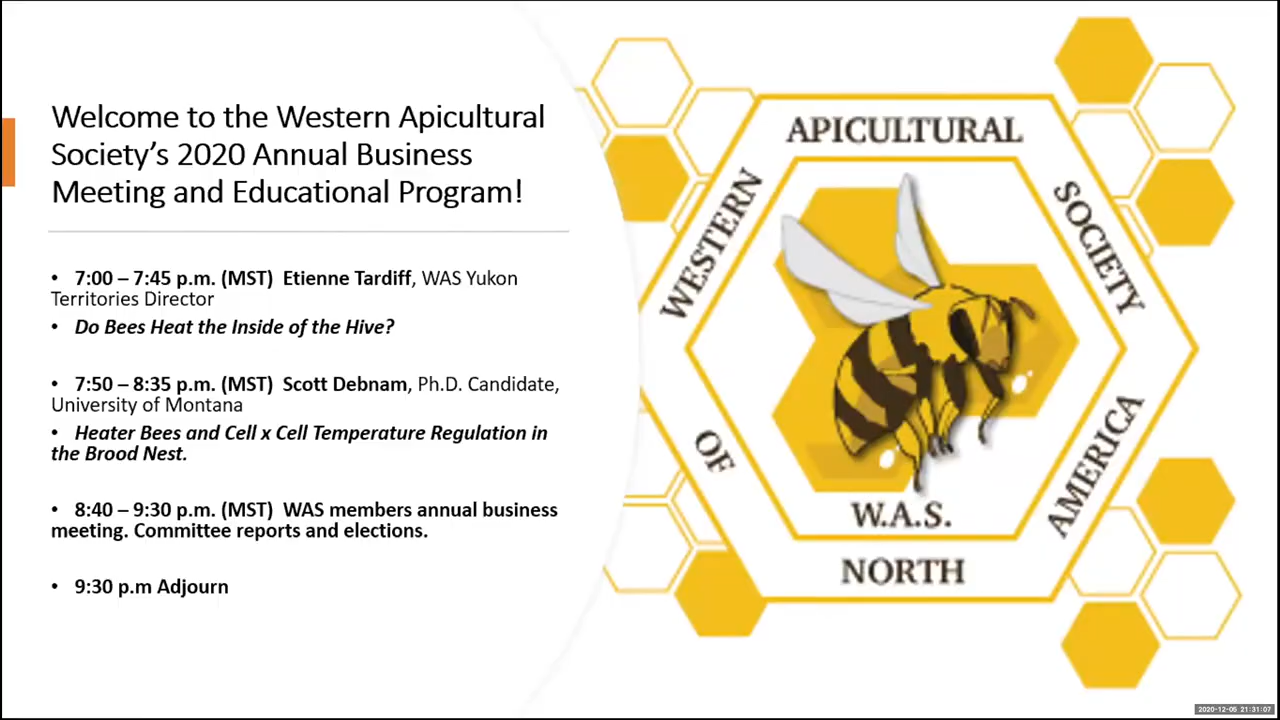 Welcome to the Western Apicultural
Society's 2020 Annual Business
Meeting and Educational Program!
• 7:00 – 7:45 p.m. (MST) Etienne Tardiff, WAS Yukon
Territories Director
• Do Bees Heat the Inside of the Hive?
• 7:50 – 8:35 p.m. (MST) Scott Debnam, Ph.D. Candidate,
University of Montana
• Heater Bees and Cell x Cell Temperature Regulation in
the Brood Nest.
• 8:40 – 9:30 p.m. (MST) WAS members annual business
meeting. Committee reports and elections.
• 9:30 p.m Adjourn
WESTERN
APICULTURAL
SOCIETY
OF
NORTH
AMERICA
W.A.S.
2020-12-05 21:31:07